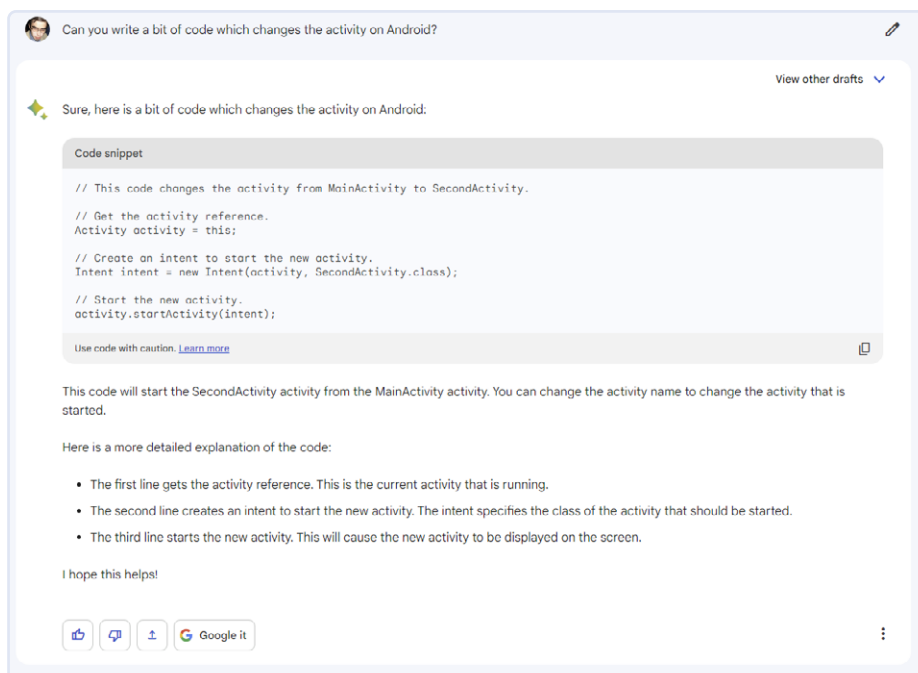 Can you write a bit of code which changes the activity on Android?
View other drafts
Sure, here is a bit of code which changes the activity on Android:
Code snippet
// This code changes the activity from MainActivity to SecondActivity.
// Get the activity reference.
Activity activity = this;
// Create an intent to start the new activity.
Intent intent = new Intent(activity, SecondActivity.class);
// Start the new activity.
activity.startActivity(intent);
Use code with caution. Learn more
This code will start the SecondActivity activity from the MainActivity activity. You can change the activity name to change the activity that is
started.
Here is a more detailed explanation of the code:
• The first line gets the activity reference. This is the current activity that is running.
• The second line creates an intent to start the new activity. The intent specifies the class of the activity that should be started.
• The third line starts the new activity. This will cause the new activity to be displayed on the screen.
I hope this helps!
Google it